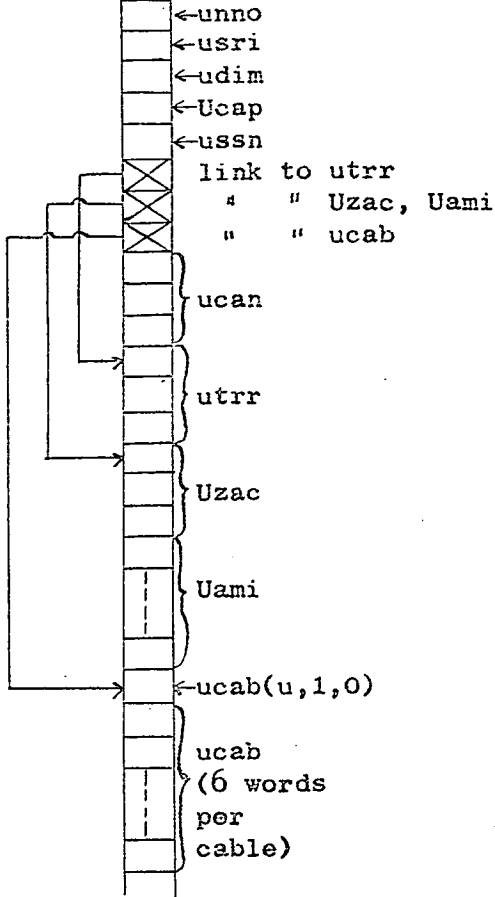 unno
usri
udim
Ucap
ussn
link to utrr
" " Uzac, Uami
" " ucab
ucan
utrr
Uzac
Uami
ucab(u,1,0)
ucab
(6 words
per
cable)